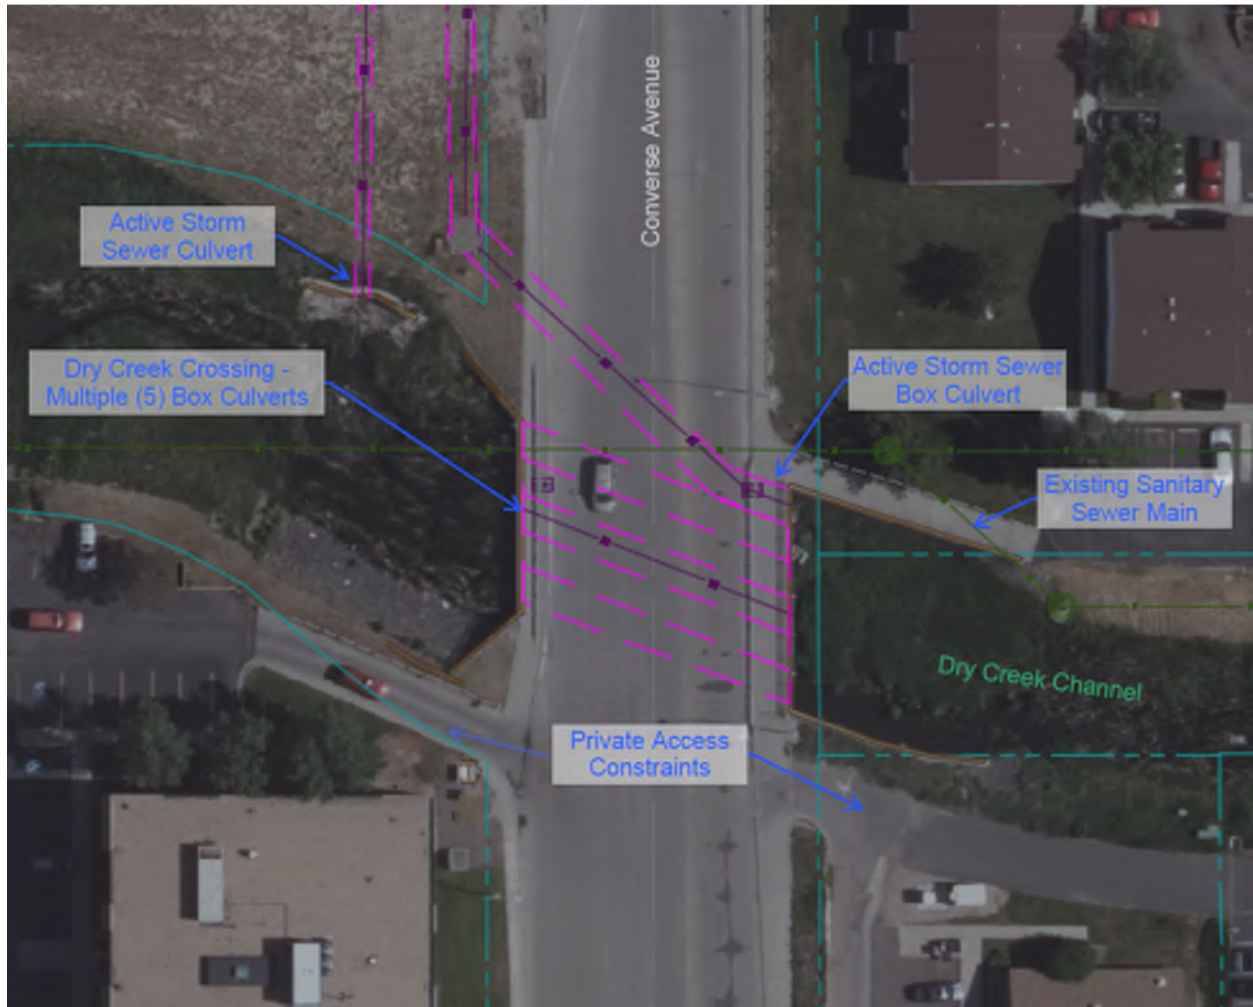 Converse Avenue
Active Storm
Sewer Culvert
Dry Creek Crossing -
Multiple (5) Box Culverts
Active Storm Sewer
Box Culvert
Existing Sanitary
Sewer Main
Dry Creek Channel
Private Access
Constraints